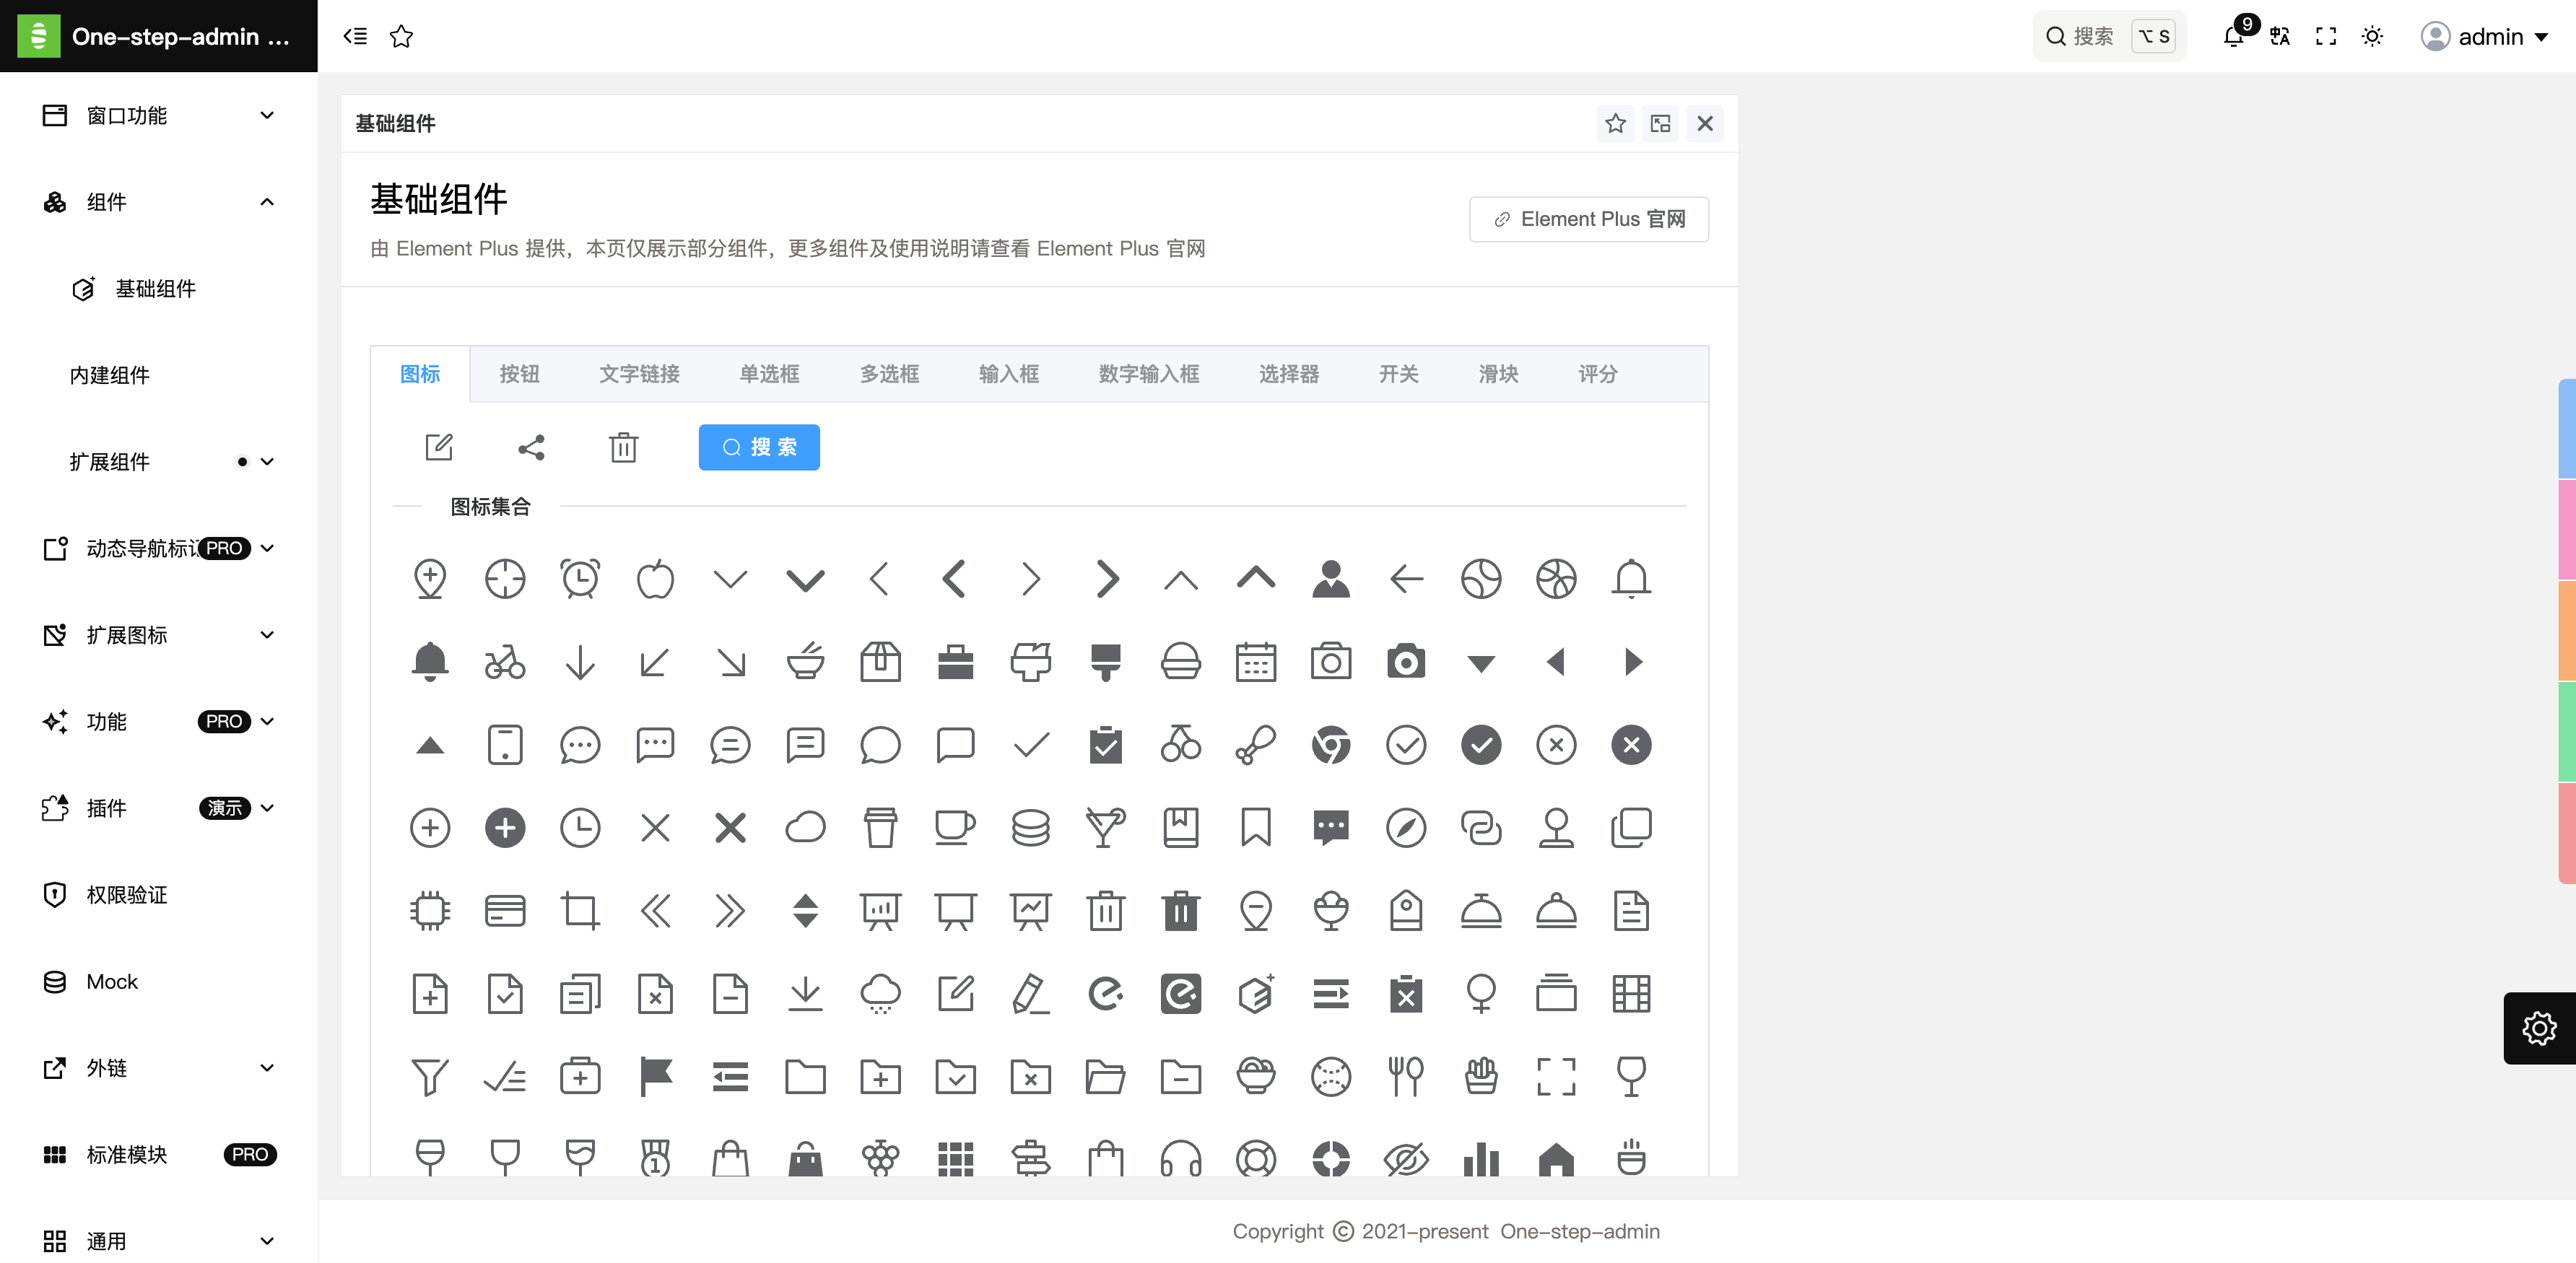 One-step-admin ...
搜索 ⌥ S
9
admin
窗口功能
组件
基础组件
内建组件
扩展组件
动态导航标记 PRO
扩展图标
功能 PRO
插件 演示
权限验证
Mock
外链
标准模块 PRO
通用
基础组件
基础组件
由 Element Plus 提供，本页仅展示部分组件，更多组件及使用说明请查看 Element Plus 官网
Element Plus 官网
图标 按钮 文字链接 单选框 多选框 输入框 数字输入框 选择器 开关 滑块 评分
搜 索
图标集合
Copyright © 2021-present One-step-admin